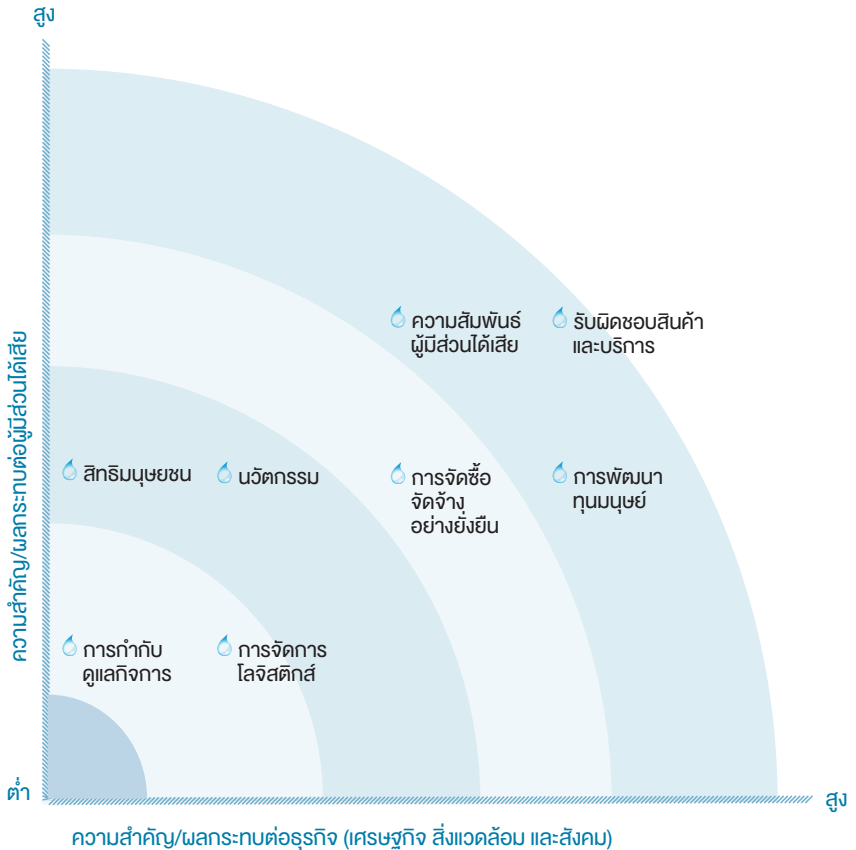 สูง
ความสำคัญ/ผลกระทบต่อผู้มีส่วนได้เสีย
ความสัมพันธ์
ผู้มีส่วนได้เสีย
รับผิดชอบสินค้า
และบริการ
สิทธิมนุษยชน
นวัตกรรม
การจัดซื้อ
จัดจ้าง
อย่างยั่งยืน
การพัฒนา
ทุนมนุษย์
การกำกับ
ดูแลกิจการ
การจัดการ
โลจิสติกส์
ต่ำ
สูง
ความสำคัญ/ผลกระทบต่อธุรกิจ (เศรษฐกิจ สิ่งแวดล้อม และสังคม)